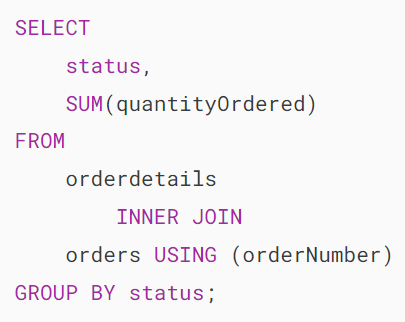 SELECT
status,
SUM(quantityOrdered)
FROM
orderdetails
INNER JOIN
orders USING (orderNumber)
GROUP BY status;